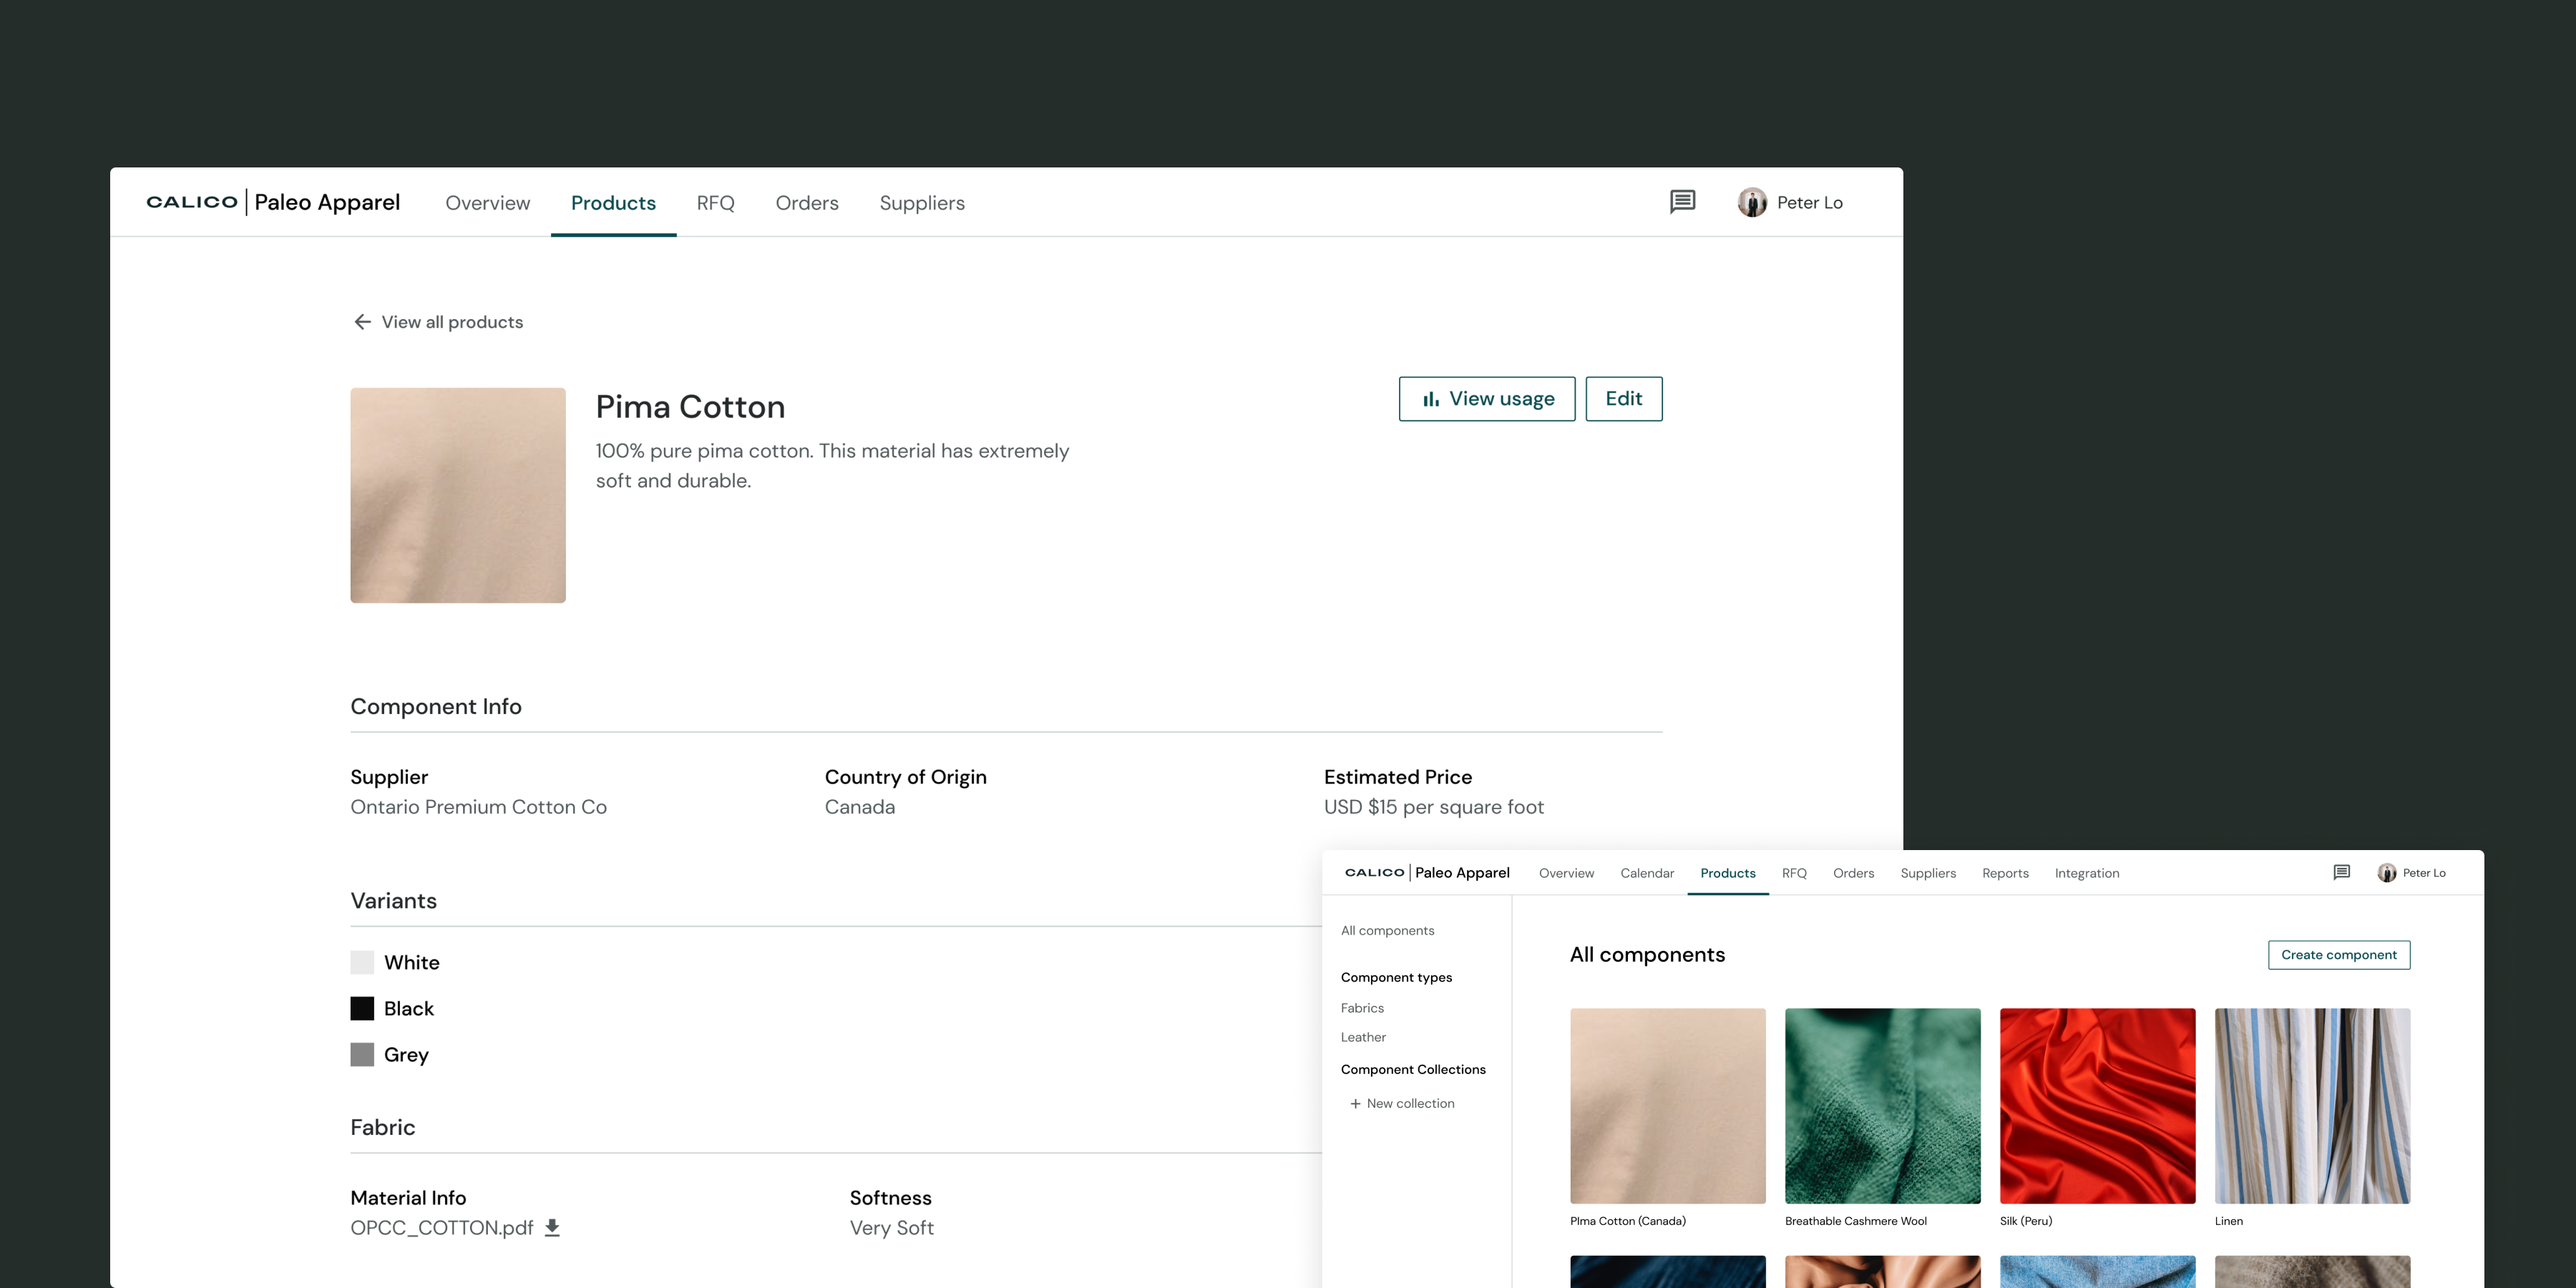 CALICO | Paleo Apparel Overview Products RFQ Orders Suppliers Peter Lo
View all products
Pima Cotton
View usage Edit
100% pure pima cotton. This material has extremely
soft and durable.
Component Info
Supplier Country of Origin Estimated Price
Ontario Premium Cotton Co Canada USD $15 per square foot
Variants
White
Black
Grey
Fabric
Material Info Softness
OPCC_COTTON.pdf Very Soft
CALICO | Paleo Apparel Overview Calendar Products RFQ Orders Suppliers Reports Integration Peter Lo
All components
Component types
Fabrics
Leather
Component Collections
+ New collection
All components Create component
PIma Cotton (Canada) Breathable Cashmere Wool Silk (Peru) Linen